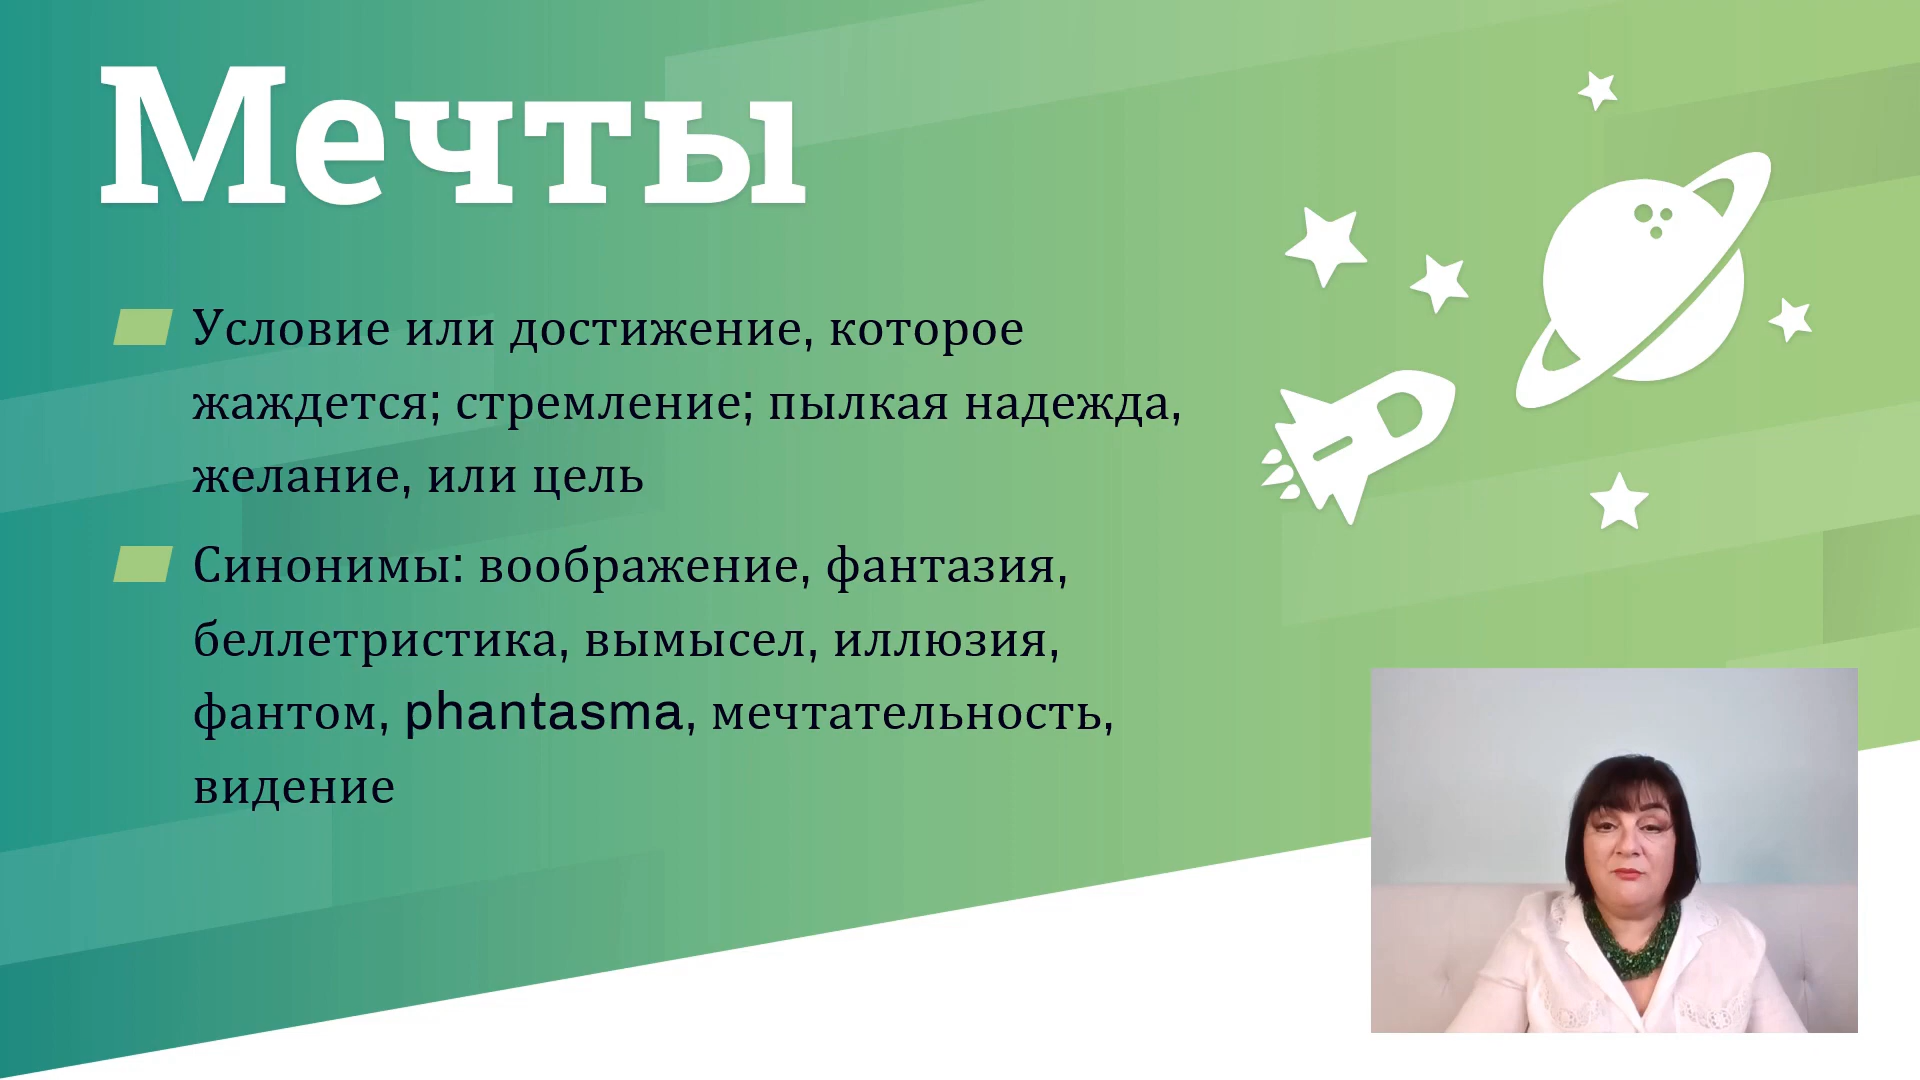 Мечты
Условие или достижение, которое
жаждется; стремление; пылкая надежда,
желание, или цель
Синонимы: воображение, фантазия,
беллетристика, вымысел, иллюзия,
фантом, phantasma, мечтательность,
видение